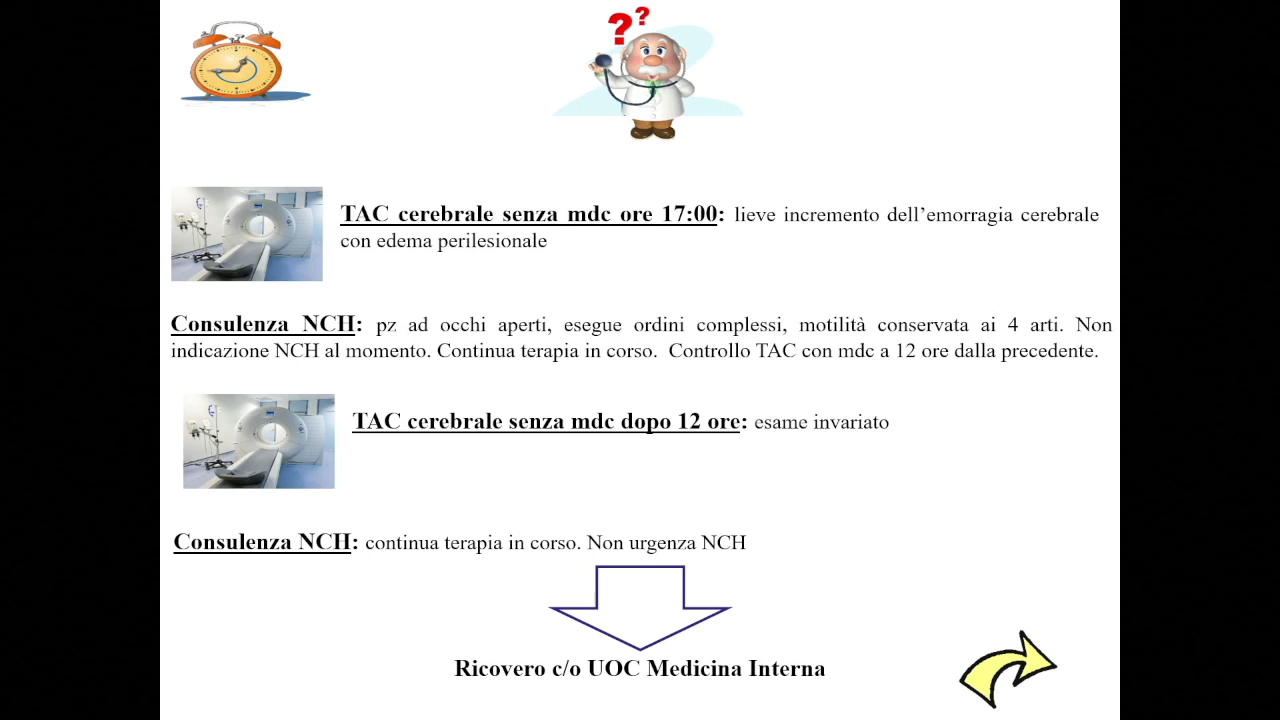 ??
TAC cerebrale senza mdc ore 17:00: lieve incremento dell’emorragia cerebrale
con edema perilesionale
Consulenza NCH: pz ad occhi aperti, esegue ordini complessi, motilità conservata ai 4 arti. Non
indicazione NCH al momento. Continua terapia in corso. Controllo TAC con mdc a 12 ore dalla precedente.
TAC cerebrale senza mdc dopo 12 ore: esame invariato
Consulenza NCH: continua terapia in corso. Non urgenza NCH
Ricovero c/o UOC Medicina Interna